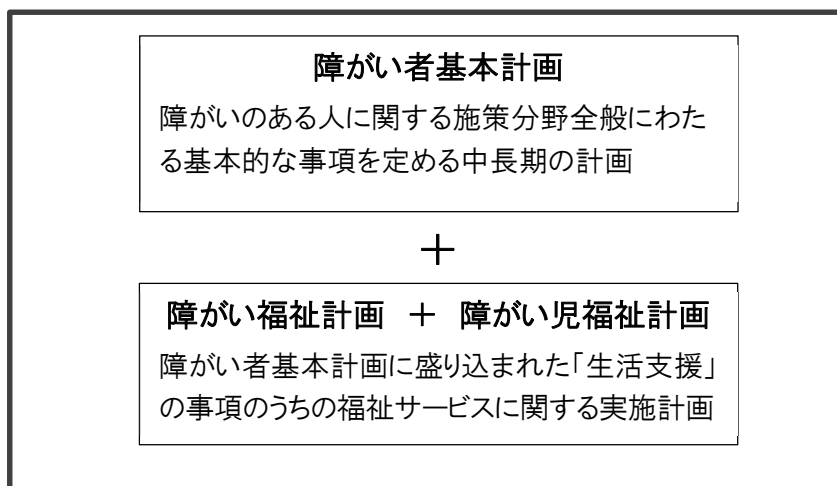 障がい者基本計画
障がいのある人に関する施策分野全般にわた
る基本的な事項を定める中長期の計画
＋
障がい福祉計画　＋　障がい児福祉計画
障がい者基本計画に盛り込まれた「生活支援」
の事項のうちの福祉サービスに関する実施計画